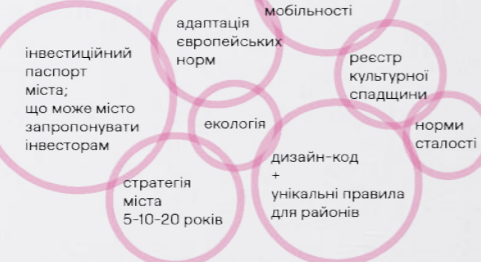 мобільності
адаптація
європейських
норм
інвестиційний
паспорт
міста;
що може місто
запропонувати
інвесторам
реєстр
культурної
спадщини
екологія
норми
сталості
дизайн-код
+
унікальні правила
для районів
стратегія
міста
5-10-20 років